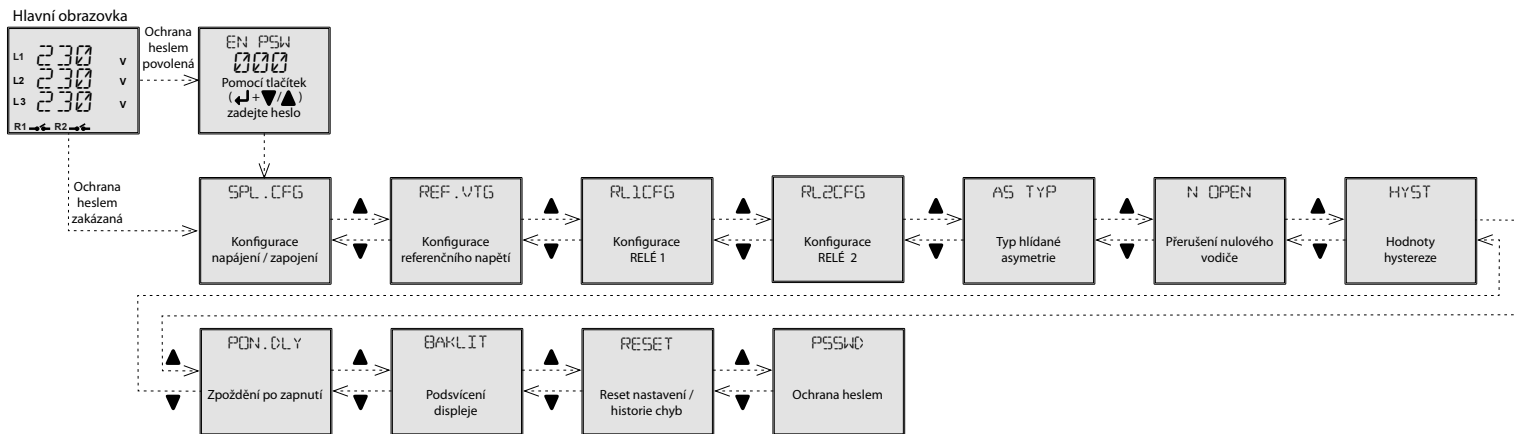 Hlavní obrazovka
L1 230 V
L2 230 V
L3 230 V
R1 R2
Ochrana
heslem
povolená
EN PSW
000
Pomocí tlačítek
(↵+▼/▲)
zadejte heslo
Ochrana
heslem
zakázaná
SPL.CFG
Konfigurace
napájení / zapojení
REF.VTG
Konfigurace
referenčního napětí
RL1CFG
Konfigurace
RELÉ 1
RL2CFG
Konfigurace
RELÉ 2
AS TYP
Typ hlídané
asymetrie
N OPEN
Přerušení nulového
vodiče
HYST
Hodnoty
hystereze
PON.DLY
Zpoždění po zapnutí
BAKLIT
Podsvícení
displeje
RESET
Reset nastavení /
historie chyb
PSSWD
Ochrana heslem